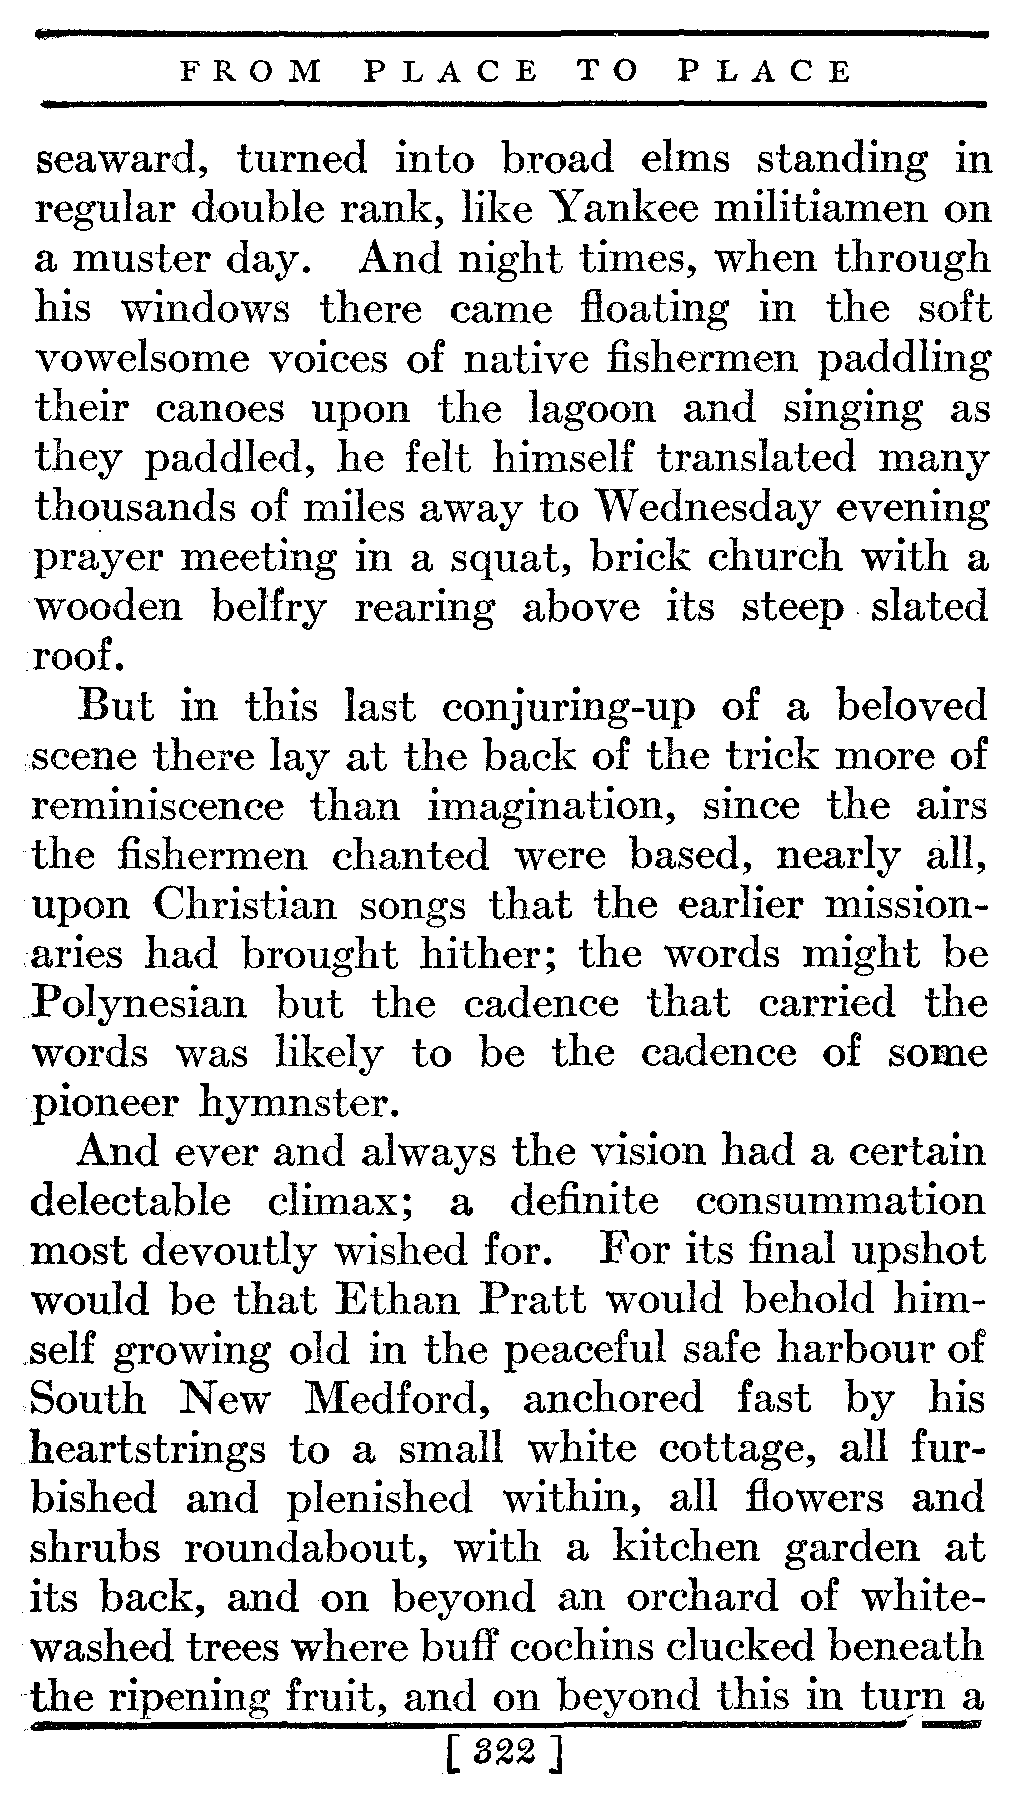 FROM PLACE TO PLACE
seaward, turned into broad elms standing in
regular double rank, like Yankee militiamen on
a muster day. And night times, when through
his windows there came floating in the soft
vowelsome voices of native fishermen paddling
their canoes upon the lagoon and singing as
they paddled, he felt himself translated many
thousands of miles away to Wednesday evening
prayer meeting in a squat, brick church with a
wooden belfry rearing above its steep slated
roof.
But in this last conjuring-up of a beloved
scene there lay at the back of the trick more of
reminiscence than imagination, since the airs
the fishermen chanted were based, nearly all,
upon Christian songs that the earlier mission-
aries had brought hither; the words might be
Polynesian but the cadence that carried the
words was likely to be the cadence of some
pioneer hymnster.
And ever and always the vision had a certain
delectable climax; a definite consummation
most devoutly wished for. For its final upshot
would be that Ethan Pratt would behold him-
self growing old in the peaceful safe harbour of
South New Medford, anchored fast by his
heartstrings to a small white cottage, all fur-
bished and plenished within, all flowers and
shrubs roundabout, with a kitchen garden at
its back, and on beyond an orchard of white-
washed trees where buff cochins clucked beneath
the ripening fruit, and on beyond this in turn a
[ 322 ]